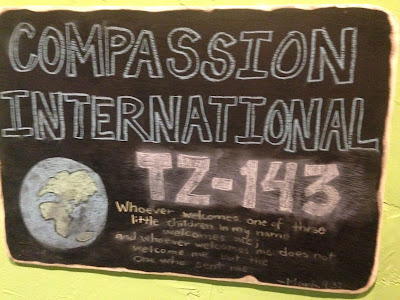 COMPASSION
INTERNATIONAL
TZ-143
Whoever welcomes one of these
little children in my name
welcomes me;
and whoever welcomes me does not
welcome me but the
One who sent me